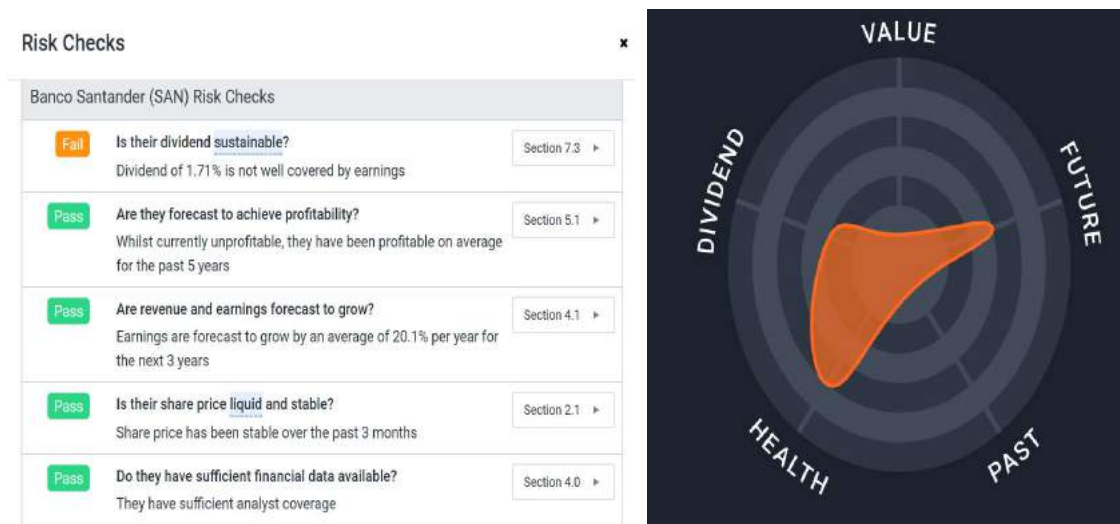 Risk Checks
x
Banco Santander (SAN) Risk Checks
Fail
Is their dividend sustainable?
Section 7.3
Dividend of 1.71% is not well covered by earnings
Pass
Are they forecast to achieve profitability?
Section 5.1
Whilst currently unprofitable, they have been profitable on average
for the past 5 years
Pass
Are revenue and earnings forecast to grow?
Section 4.1
Earnings are forecast to grow by an average of 20.1% per year for
the next 3 years
Pass
Is their share price liquid and stable?
Section 2.1
Share price has been stable over the past 3 months
Pass
Do they have sufficient financial data available?
Section 4.0
They have sufficient analyst coverage
VALUE
FUTURE
PAST
HEALTH
DIVIDEND